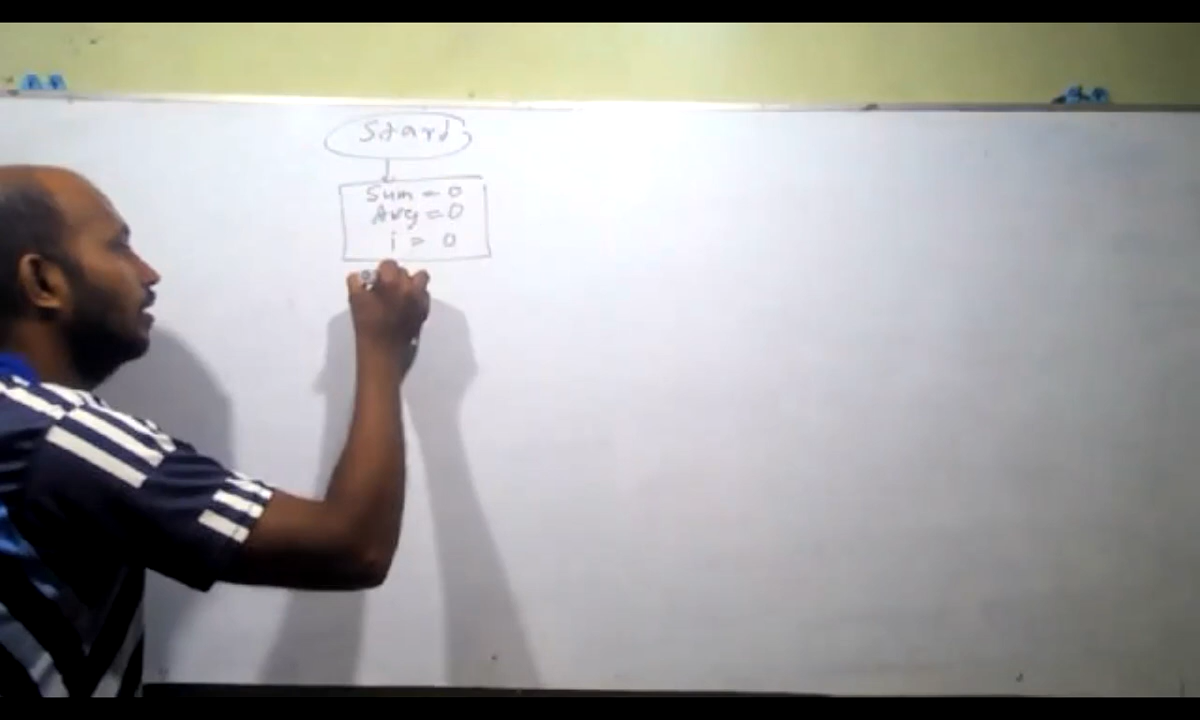 Start
Sum = 0
Avg = 0
i = 0